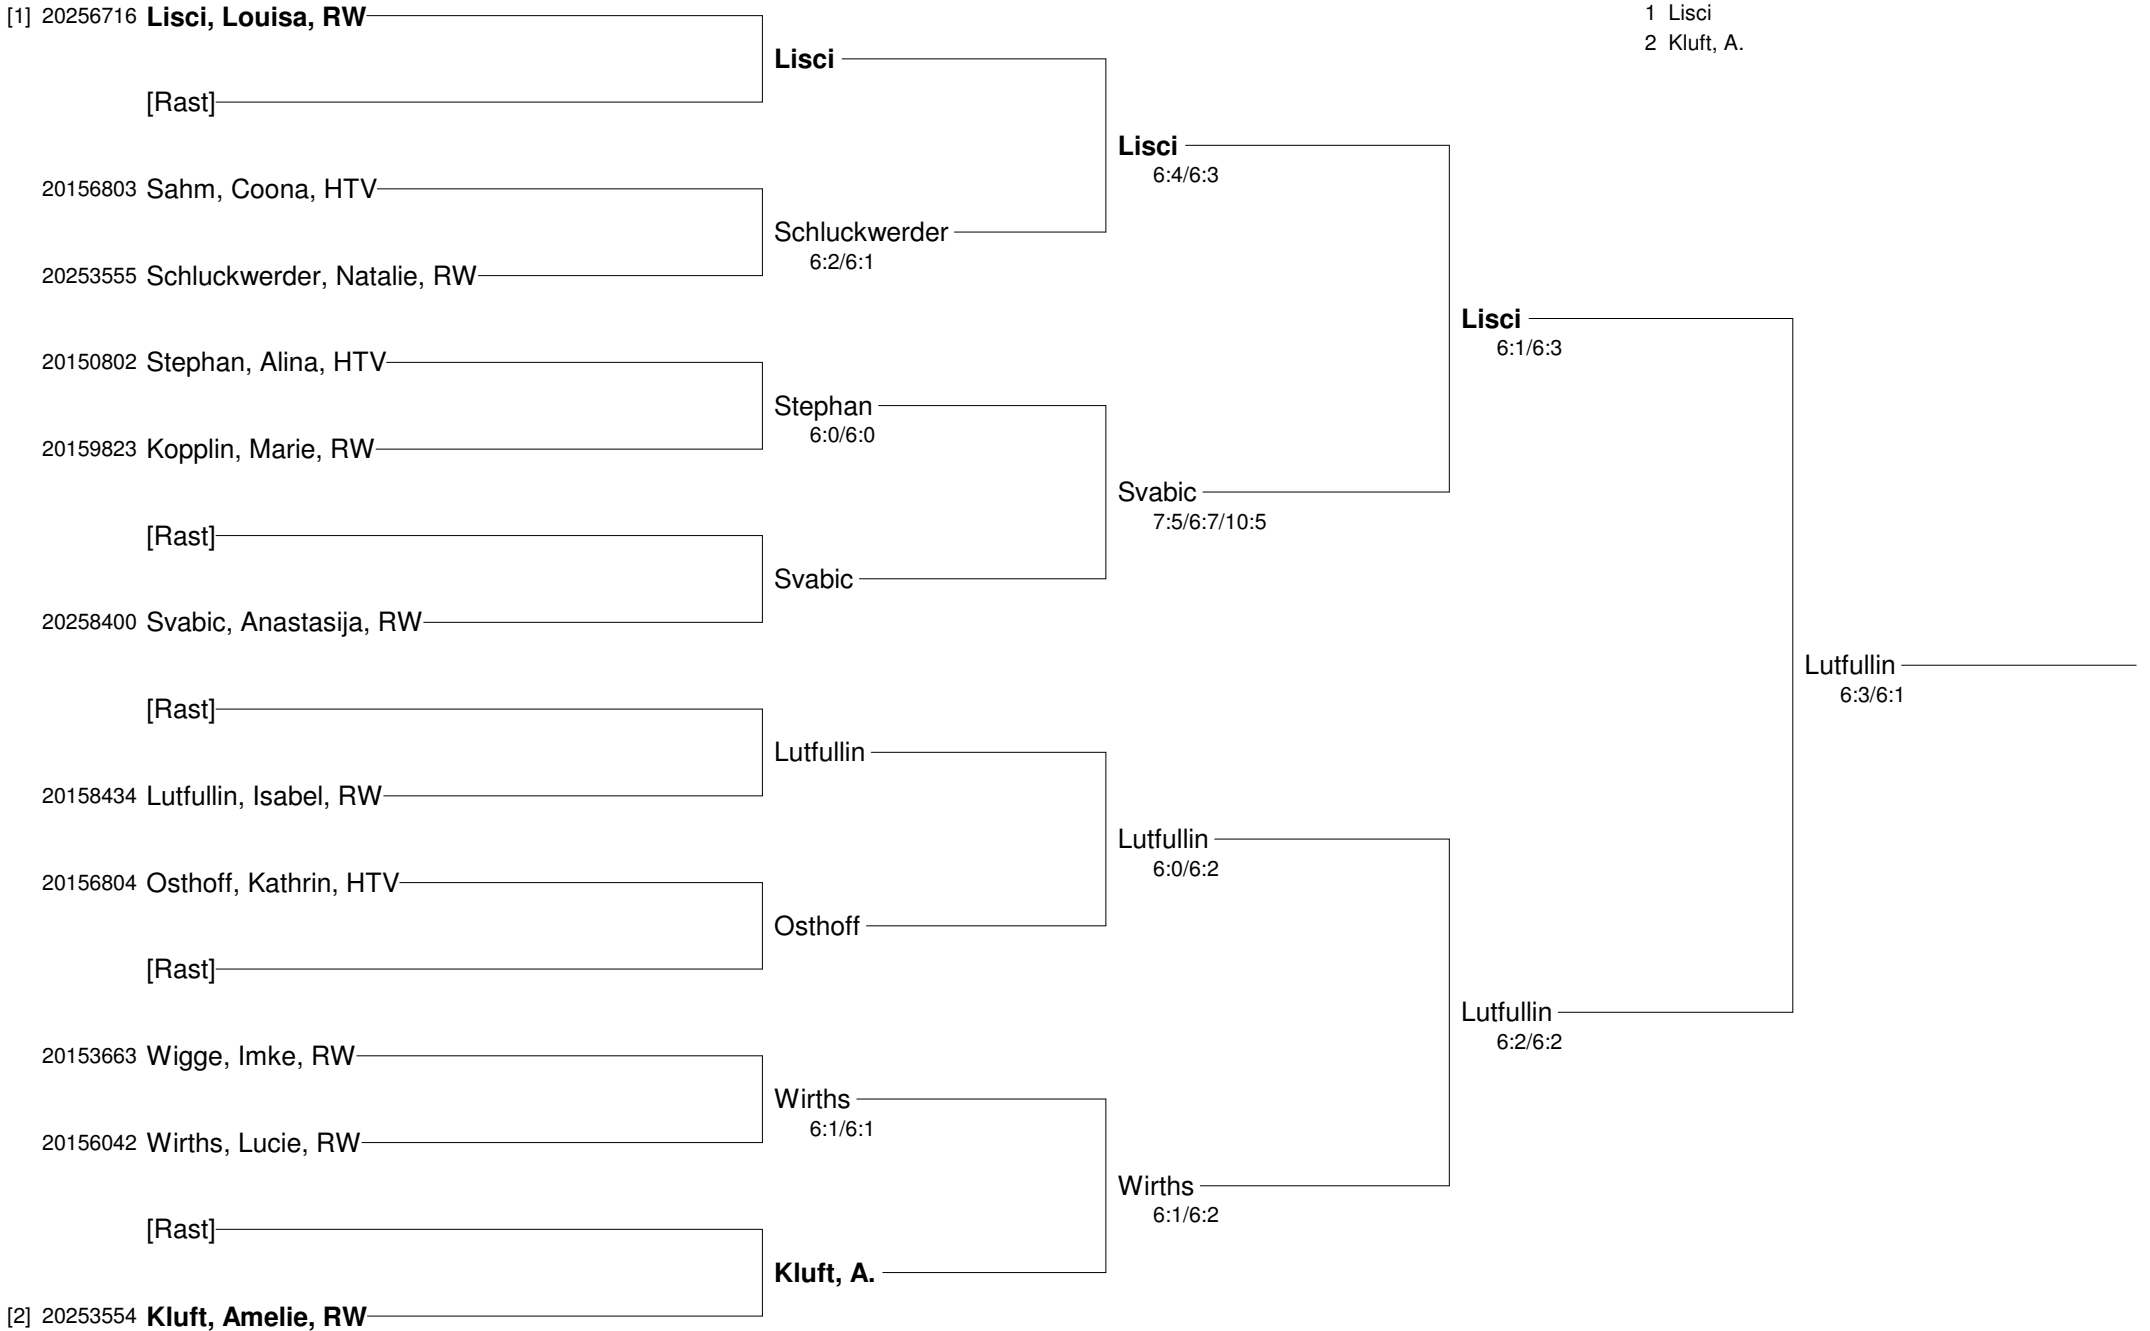 [1] 20256716 Lisci, Louisa, RW
1 Lisci
2 Kluft, A.
Lisci
[Rast]
Lisci
6:4/6:3
20156803 Sahm, Coona, HTV
Schluckwerder
6:2/6:1
20253555 Schluckwerder, Natalie, RW
Lisci
6:1/6:3
20150802 Stephan, Alina, HTV
Stephan
6:0/6:0
20159823 Kopplin, Marie, RW
Svabic
7:5/6:7/10:5
[Rast]
Svabic
20258400 Svabic, Anastasija, RW
Lutfullin
6:3/6:1
[Rast]
Lutfullin
20158434 Lutfullin, Isabel, RW
Lutfullin
6:0/6:2
20156804 Osthoff, Kathrin, HTV
Osthoff
[Rast]
Lutfullin
6:2/6:2
20153663 Wigge, Imke, RW
Wirths
6:1/6:1
20156042 Wirths, Lucie, RW
Wirths
6:1/6:2
[Rast]
Kluft, A.
[2] 20253554 Kluft, Amelie, RW